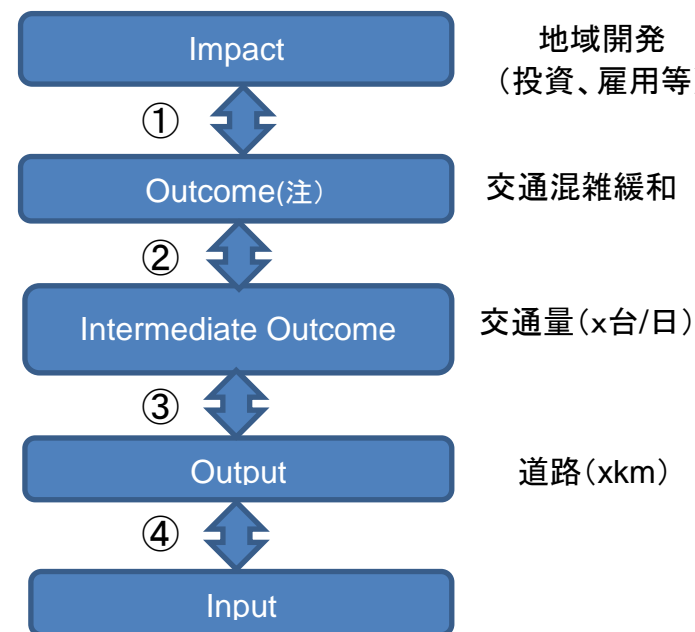 Impact
地域開発
（投資、雇用等
①
Outcome(注）
交通混雑緩和
②
Intermediate Outcome
交通量（x台/日）
③
Output
道路（xkm）
④
Input